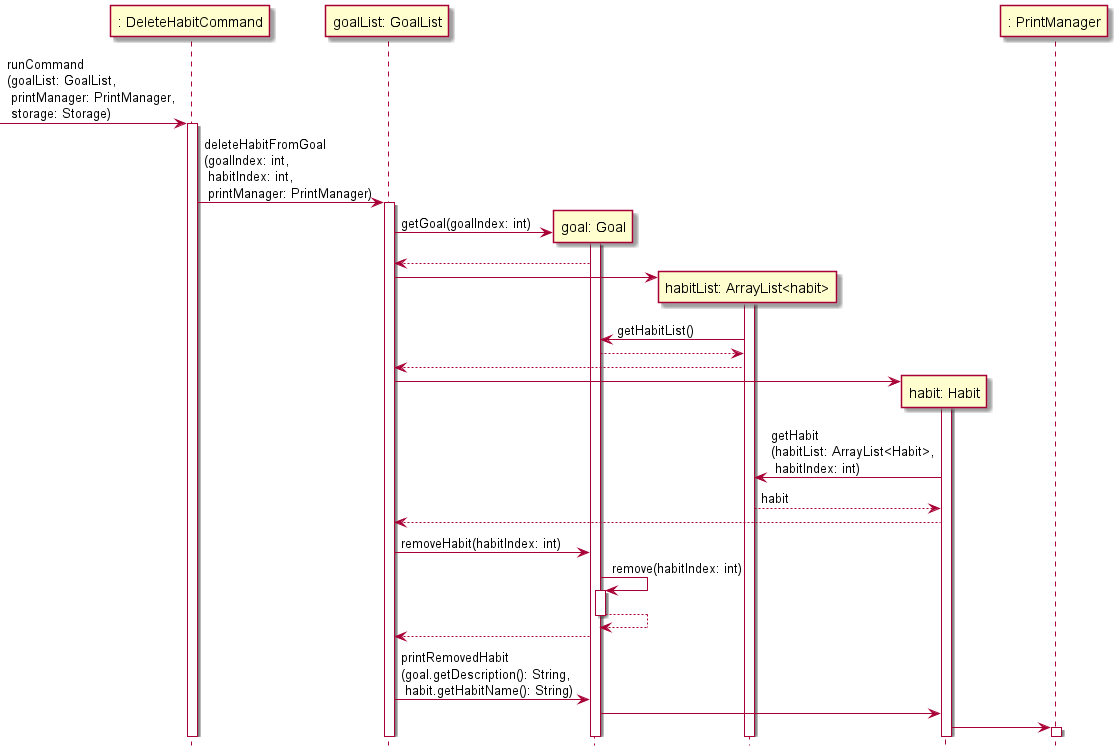 : DeleteHabitCommand
goalList: GoalList
: PrintManager
runCommand
(goalList: GoalList,
printManager: PrintManager,
storage: Storage)
deleteHabitFromGoal
(goalIndex: int,
habitIndex: int,
printManager: PrintManager)
getGoal(goalIndex: int)
goal: Goal
habitList: ArrayList<habit>
getHabitList()
habit: Habit
getHabit
(habitList: ArrayList<Habit>,
habitIndex: int)
habit
removeHabit(habitIndex: int)
remove(habitIndex: int)
printRemovedHabit
(goal.getDescription(): String,
habit.getHabitName(): String)